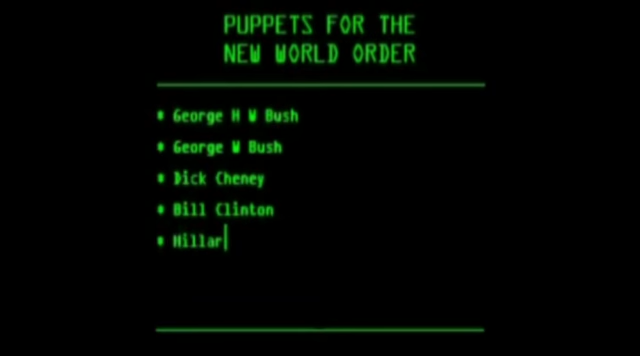 PUPPETS FOR THE
NEW WORLD ORDER
• George H W Bush
• George W Bush
• Dick Cheney
• Bill Clinton
• Hillar